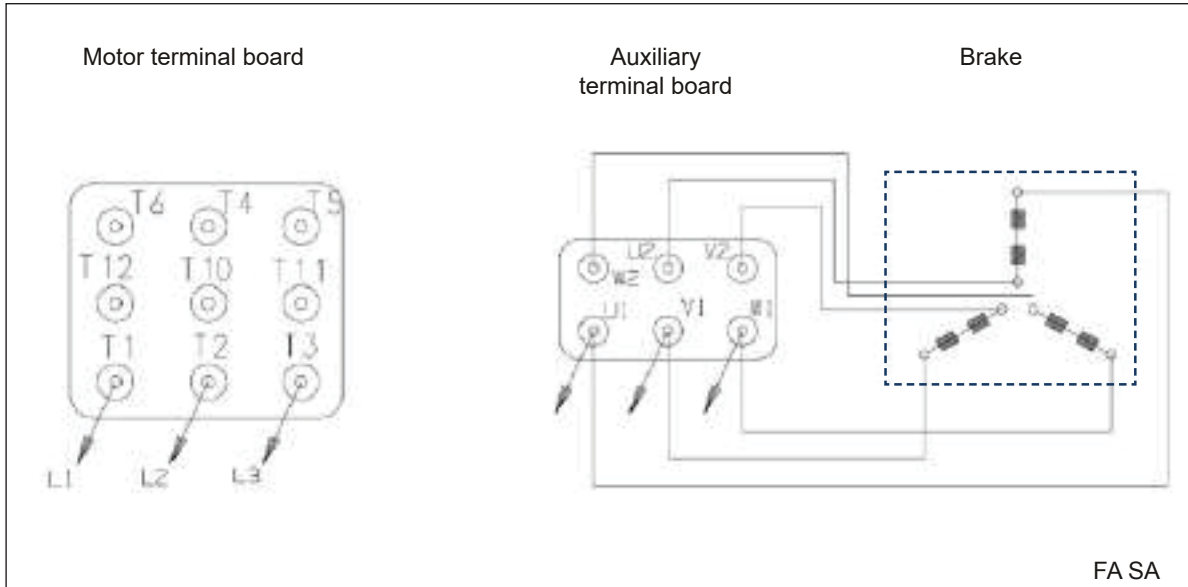 Motor terminal board
Auxiliary
terminal board
Brake
T6 T4 T5
T12 T10 T11
T1 T2 T3
L1 L2 L3
W2 U2 V2
U1 V1 W1
FA SA